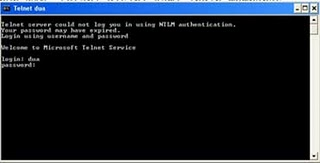 Telnet dua
Telnet server could not log you in using NTLM authentication.
Your password may have expired.
Login using username and password
Welcome to Microsoft Telnet Service
login: dua
password: